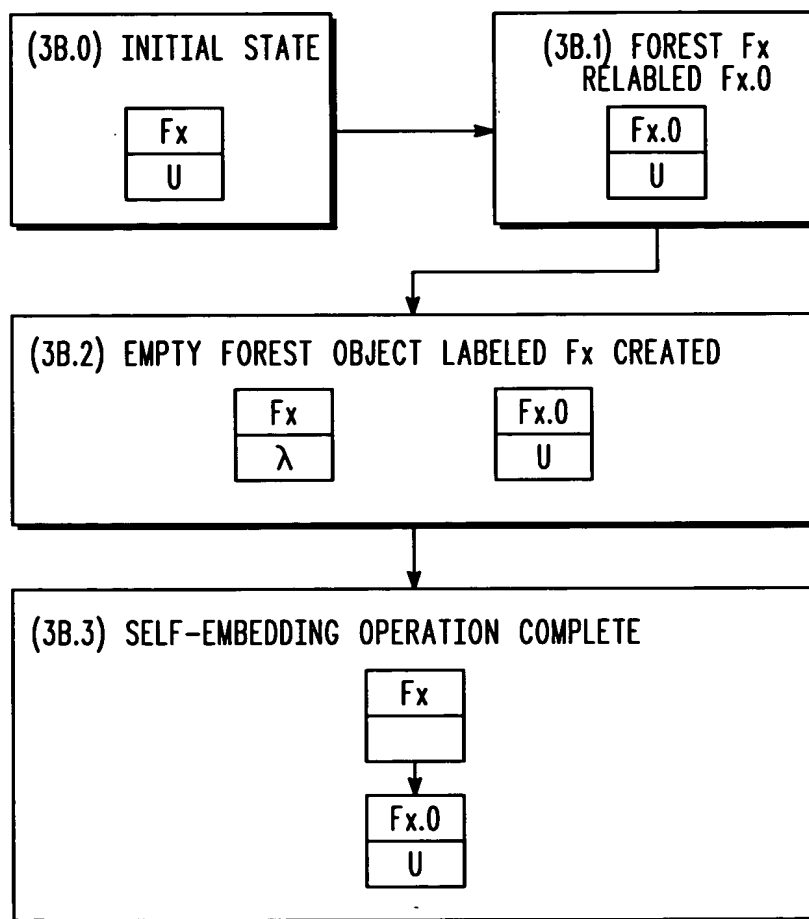 (3B.0) INITIAL STATE
Fx
U
(3B.1) FOREST Fx
RELABLED Fx.0
Fx.0
U
(3B.2) EMPTY FOREST OBJECT LABELED Fx CREATED
Fx
λ
Fx.0
U
(3B.3) SELF-EMBEDDING OPERATION COMPLETE
Fx
Fx.0
U